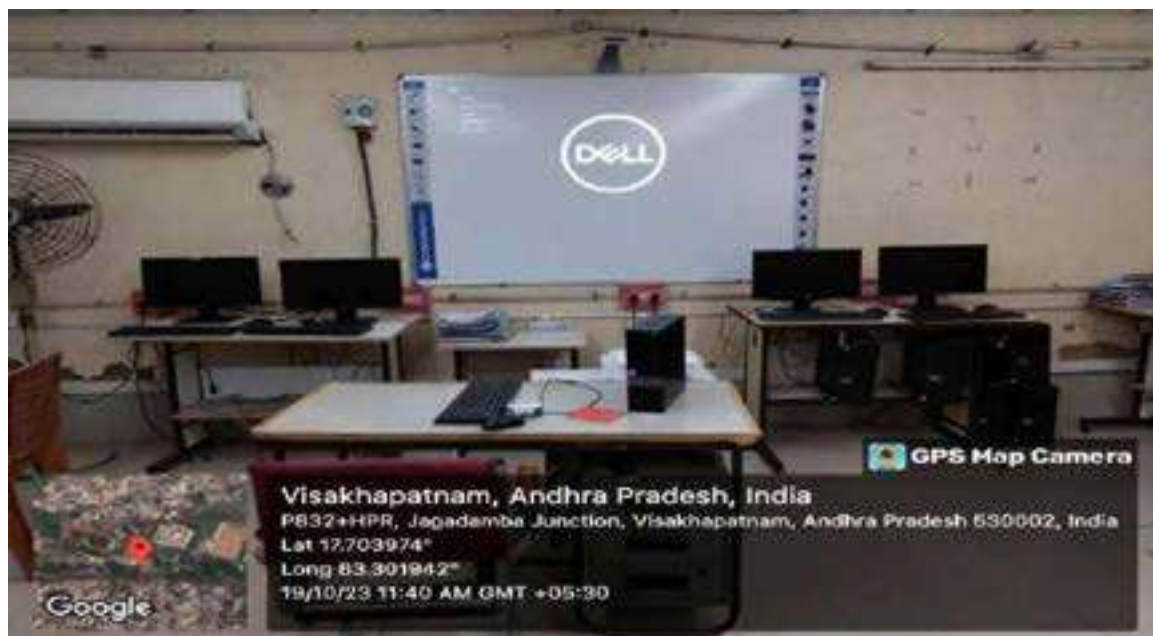 DELL
GPS Map Camera
Visakhapatnam, Andhra Pradesh, India
P832+HPR, Jagadamba Junction, Visakhapatnam, Andhra Pradesh 530002, India
Lat 17.703974°
Long 83.301942°
19/10/23 11:40 AM GMT +05:30
Google